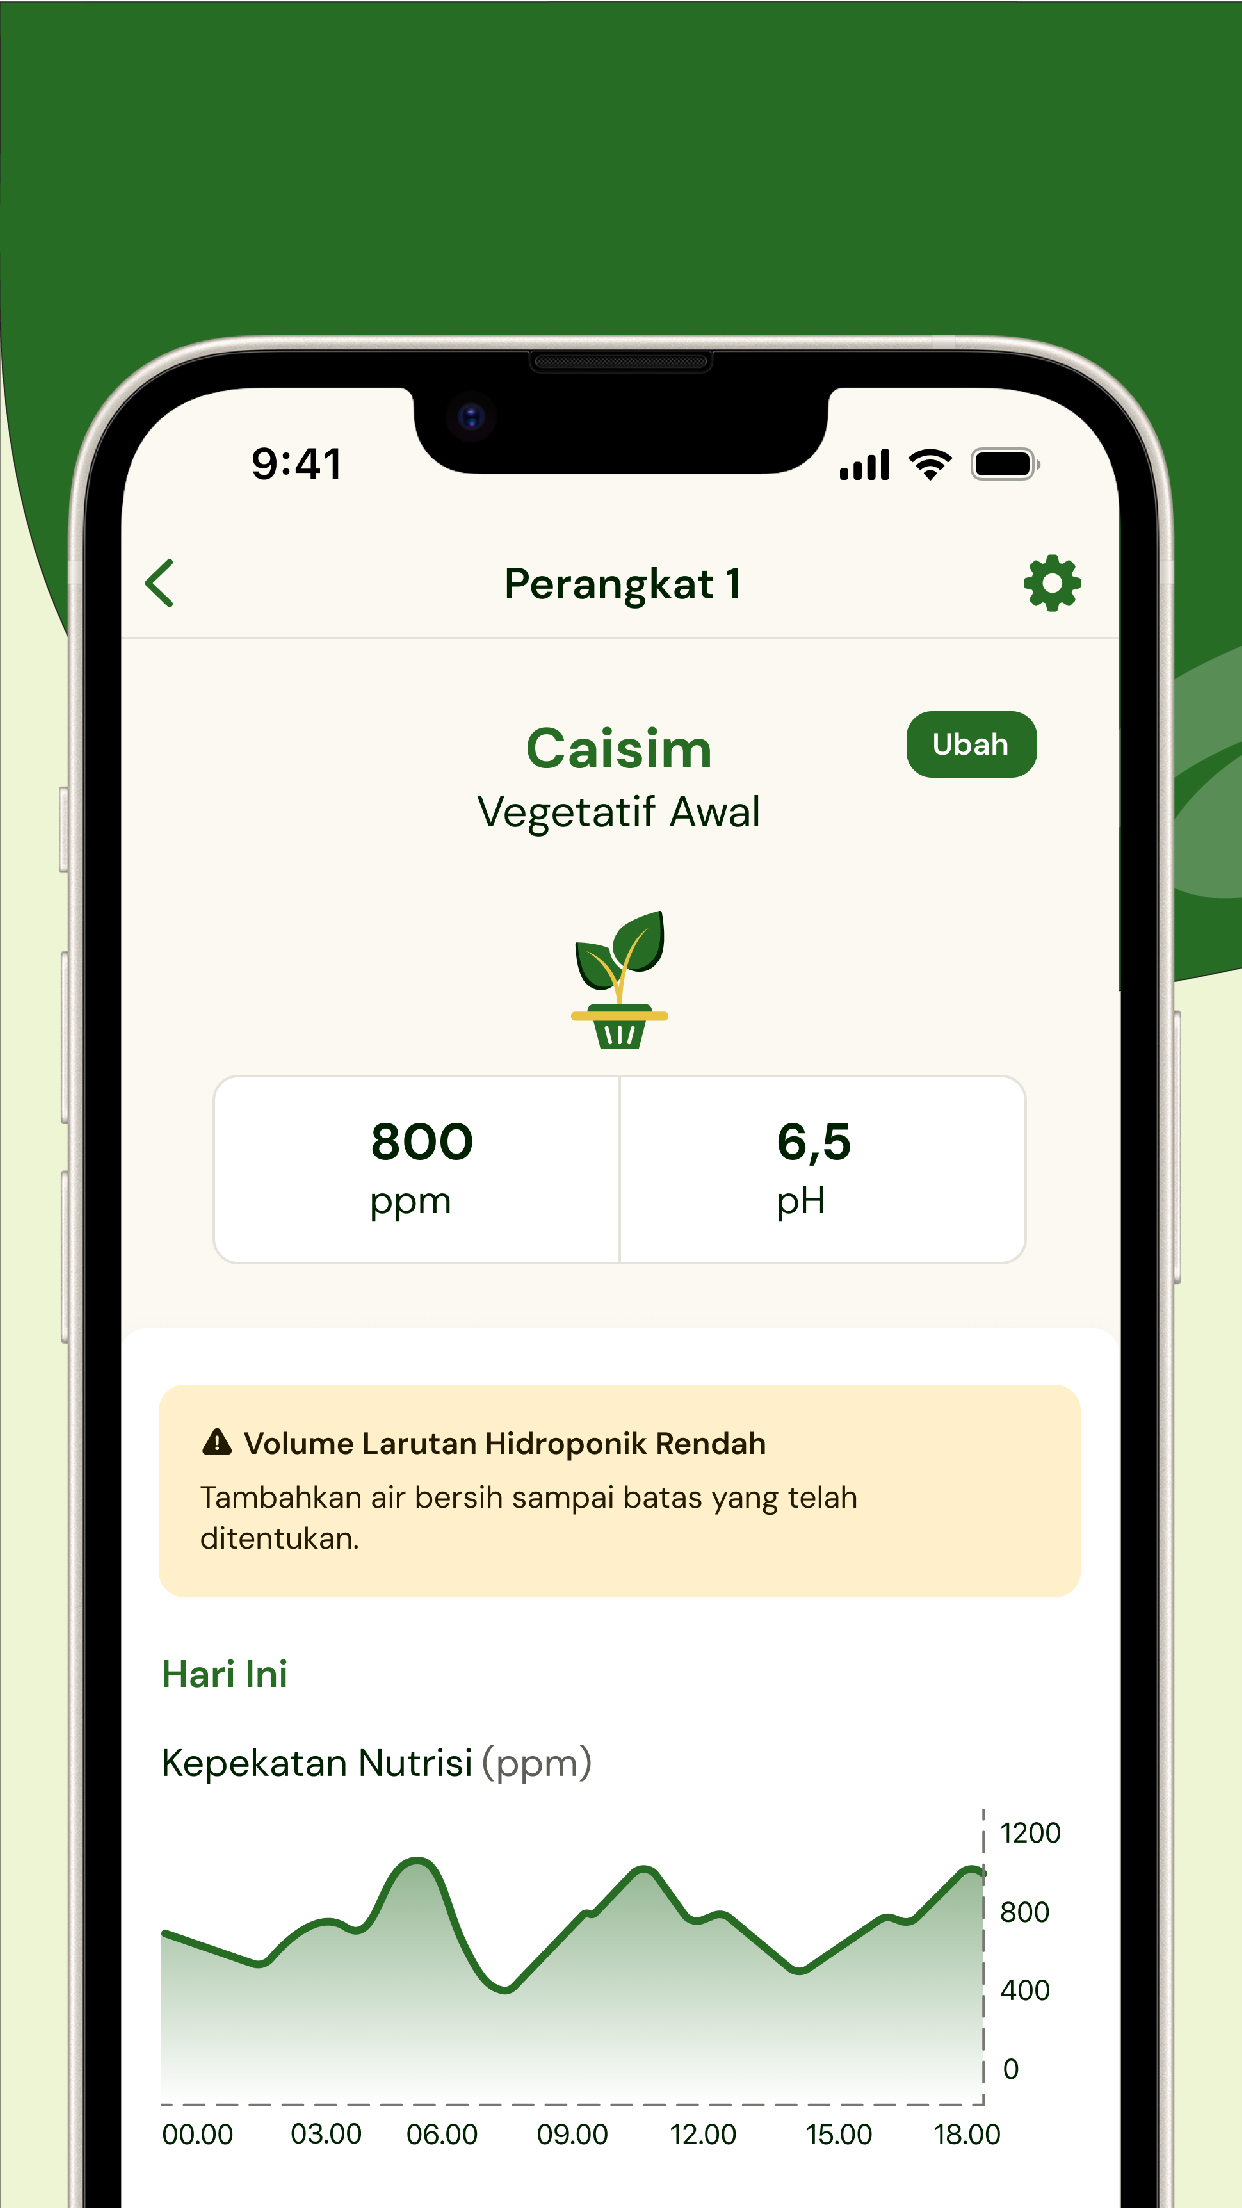 9:41
Perangkat 1
Caisim
Ubah
Vegetatif Awal
800
ppm
6,5
pH
Volume Larutan Hidroponik Rendah
Tambahkan air bersih sampai batas yang telah
ditentukan.
Hari Ini
Kepekatan Nutrisi (ppm)
1200
800
400
0
00.00 03.00 06.00 09.00 12.00 15.00 18.00